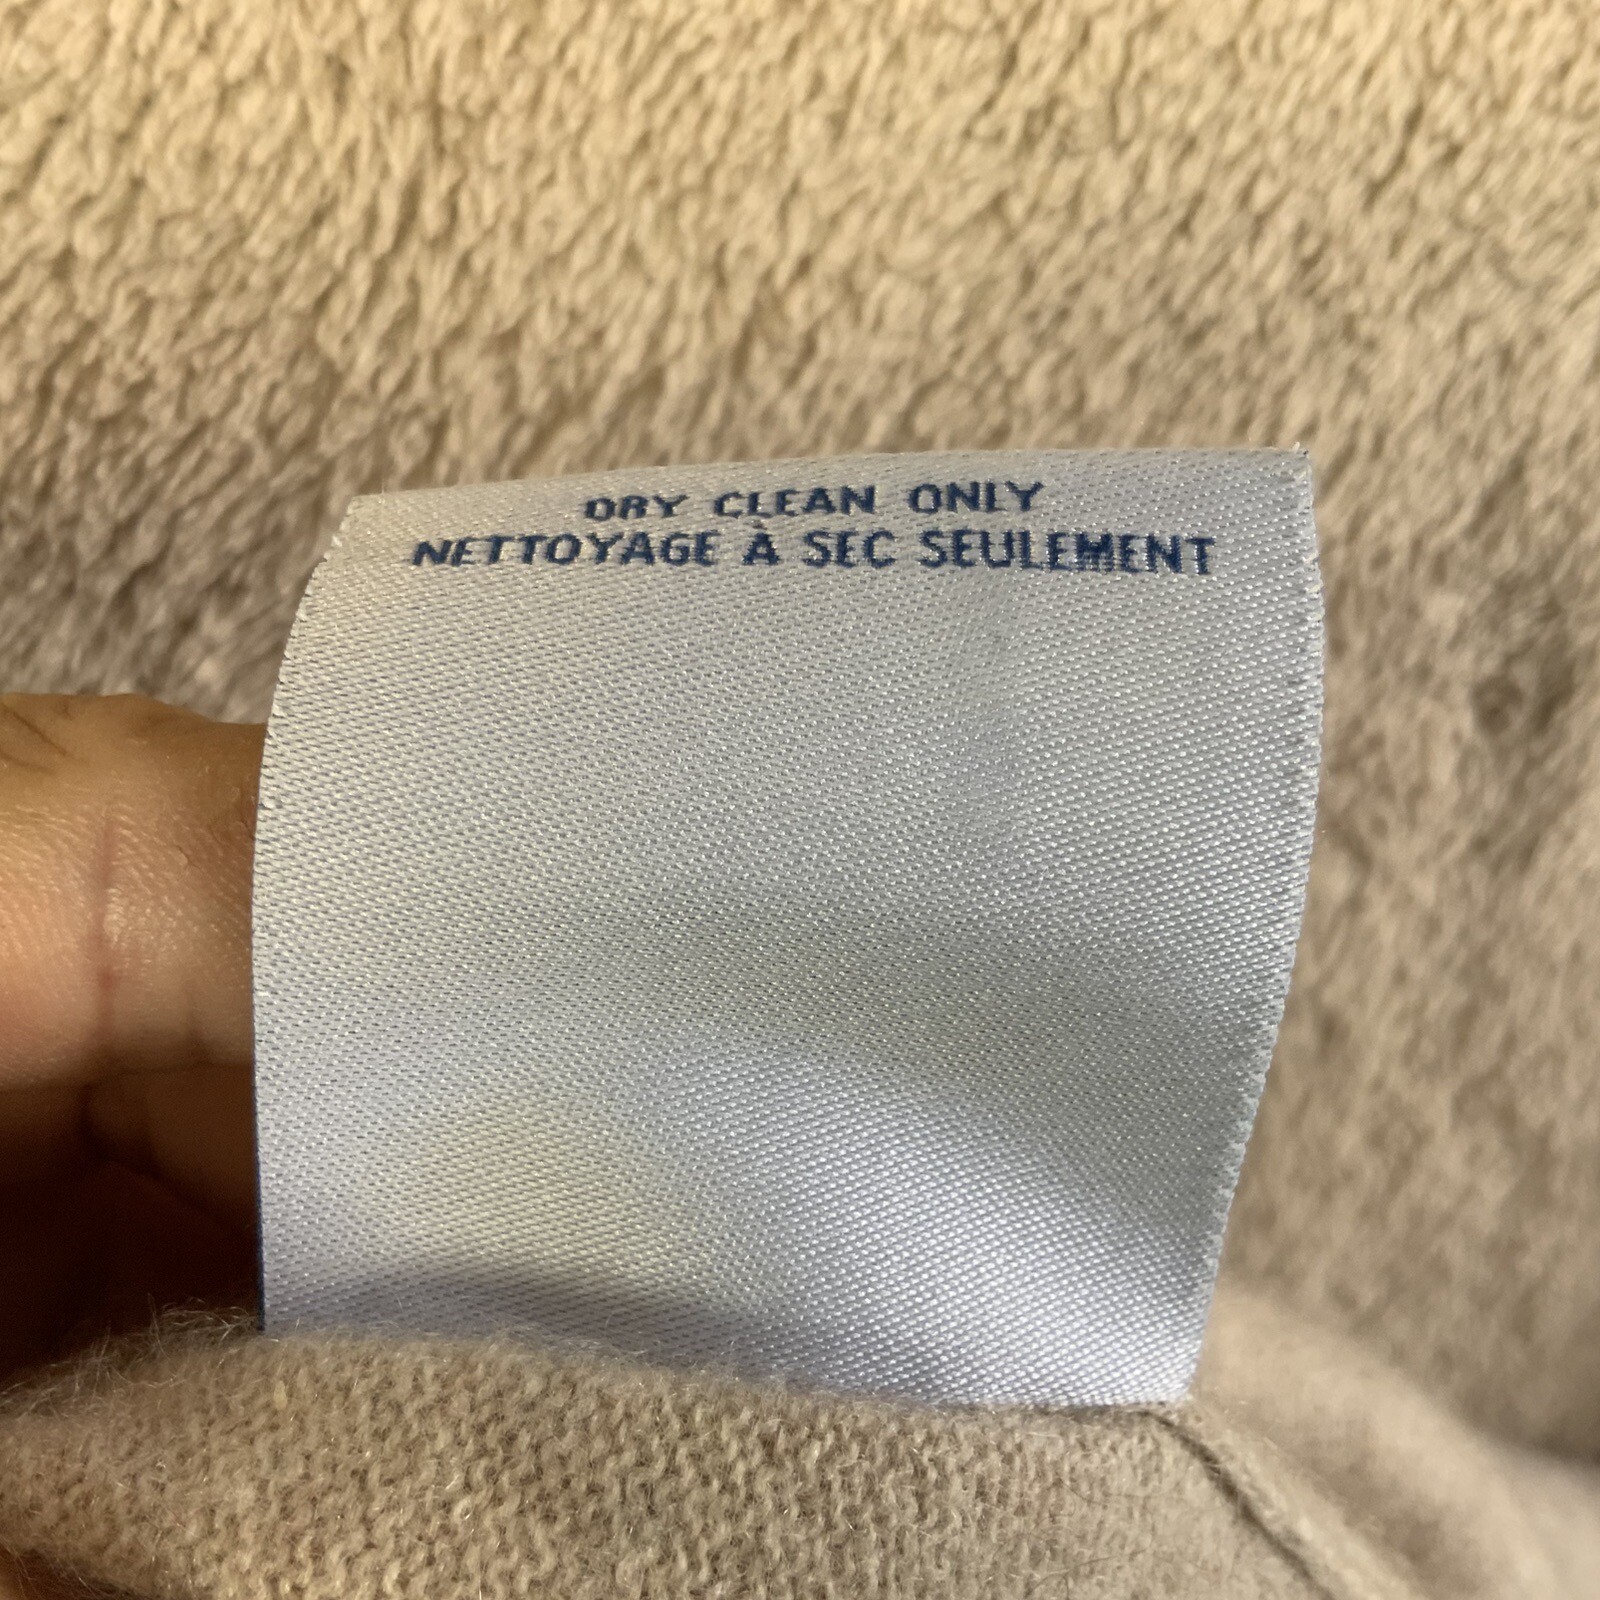 DRY CLEAN ONLY
NETTOYAGE À SEC SEULEMENT